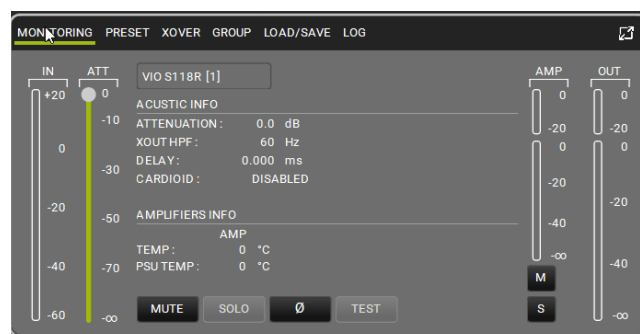 MONITORING PRESET XOVER GROUP LOAD/SAVE LOG
IN ATT VIO S118R [1] AMP OUT
+20 0 0 0
ACUSTIC INFO
-10 ATTENUATION : 0.0 dB -20 -20
0 XOUT HPF : 60 Hz 0 0
-30 DELAY : 0.000 ms
CARDIOID : DISABLED -20
-20 -50 AMPLIFIERS INFO -40 -20
AMP
TEMP : 0 °C -∞
-40 -70 PSU TEMP : 0 °C -40
M
-60 -∞ MUTE SOLO Ø TEST S -∞